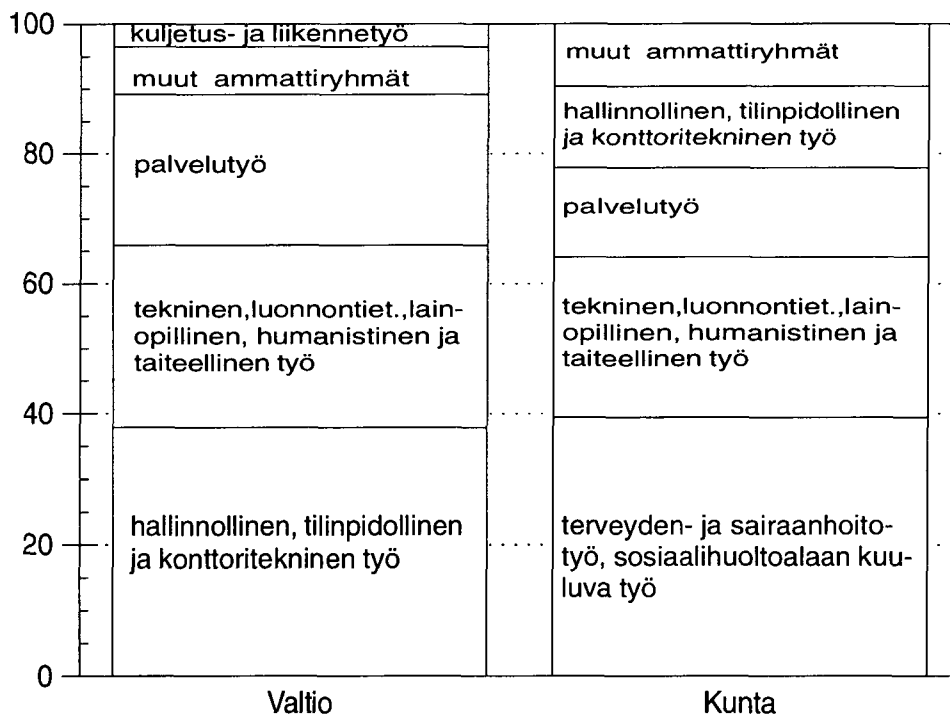 100
80
60
40
20
0
kuljetus- ja liikennetyö
muut ammattiryhmät
palvelutyö
tekninen,luonnontiet.,lain-
opillinen, humanistinen ja
taiteellinen työ
hallinnollinen, tilinpidollinen
ja konttoritekninen työ
Valtio
muut ammattiryhmät
hallinnollinen, tilinpidollinen
ja konttoritekninen työ
palvelutyö
tekninen,luonnontiet.,lain-
opillinen, humanistinen ja
taiteellinen työ
terveyden- ja sairaanhoito-
työ, sosiaalihuoltoalaan kuu-
luva työ
Kunta